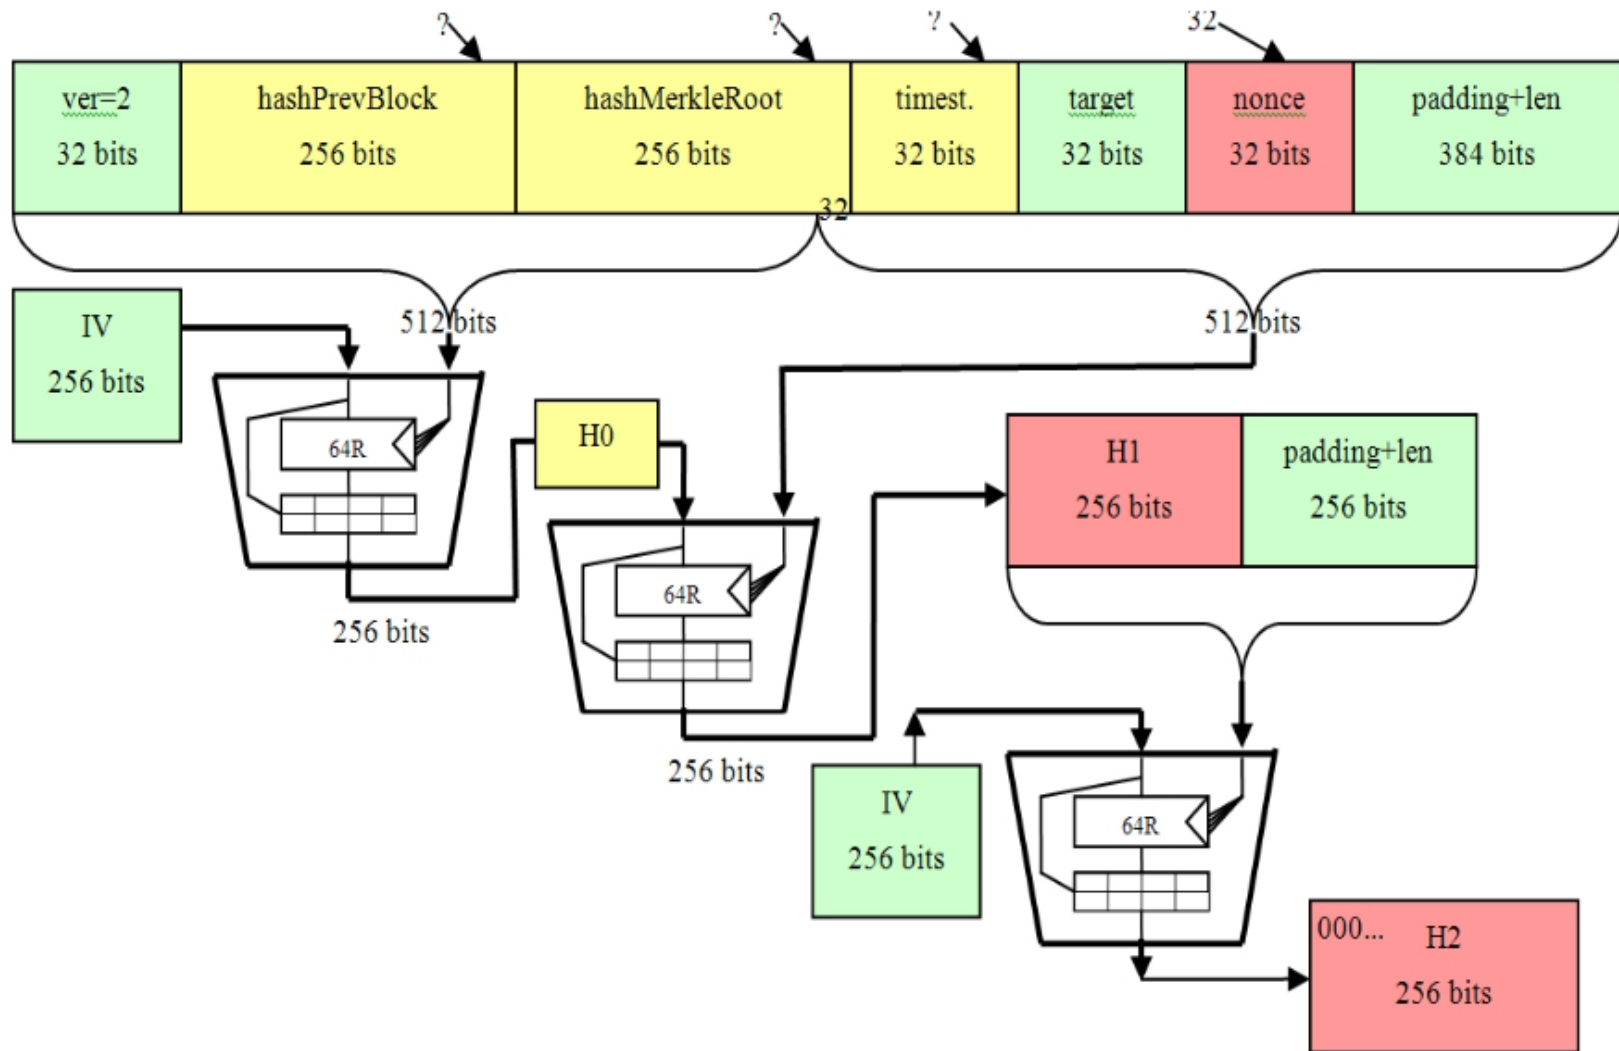 ? ? ? 32
ver=2 hashPrevBlock hashMerkleRoot timest. target nonce padding+len
32 bits 256 bits 256 bits 32 bits 32 bits 32 bits 384 bits
32
IV
256 bits
512 bits 512 bits
64R
H0
256 bits
64R
256 bits
H1 padding+len
256 bits 256 bits
IV
256 bits
64R
000... H2
256 bits